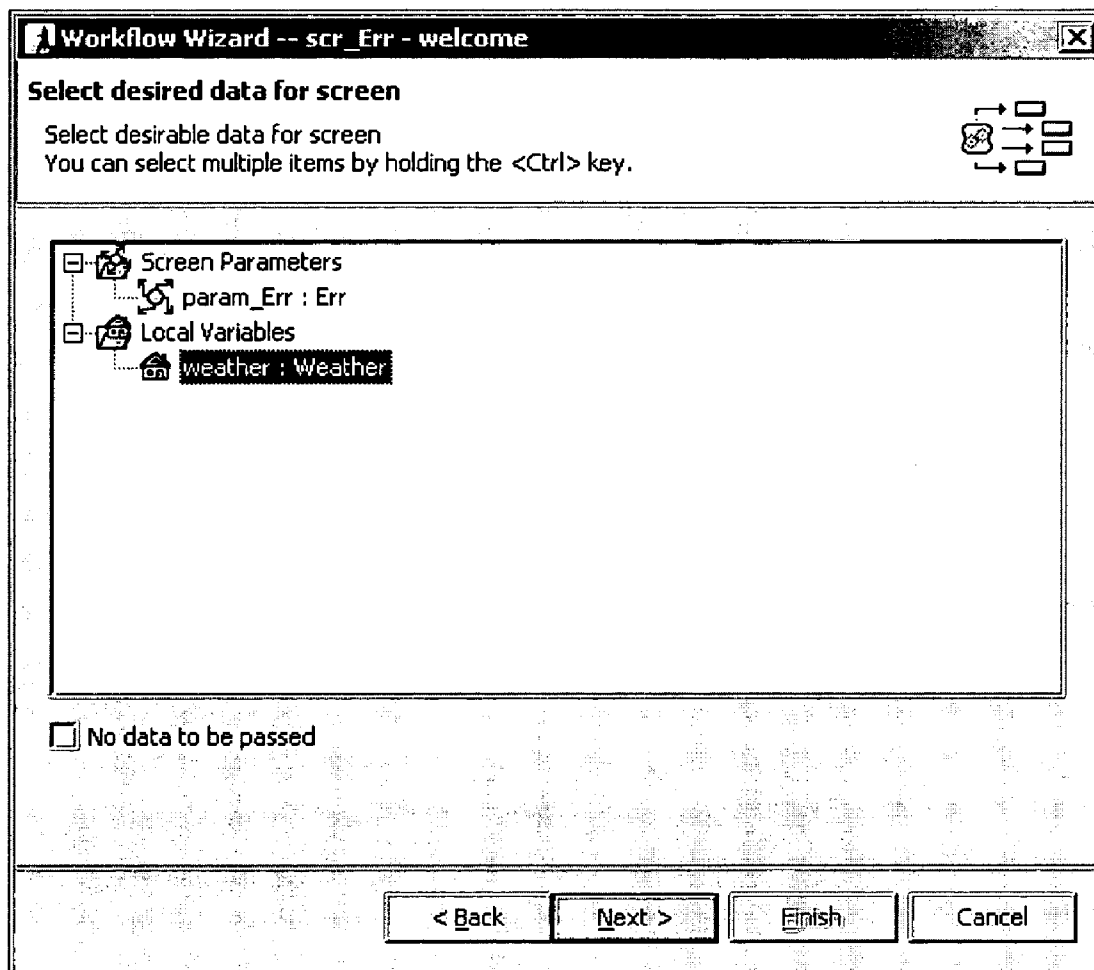 Workflow Wizard -- scr_Err - welcome
Select desired data for screen
Select desirable data for screen
You can select multiple items by holding the <Ctrl> key.
Screen Parameters
param_Err : Err
Local Variables
weather : Weather
No data to be passed
< Back Next > Finish Cancel